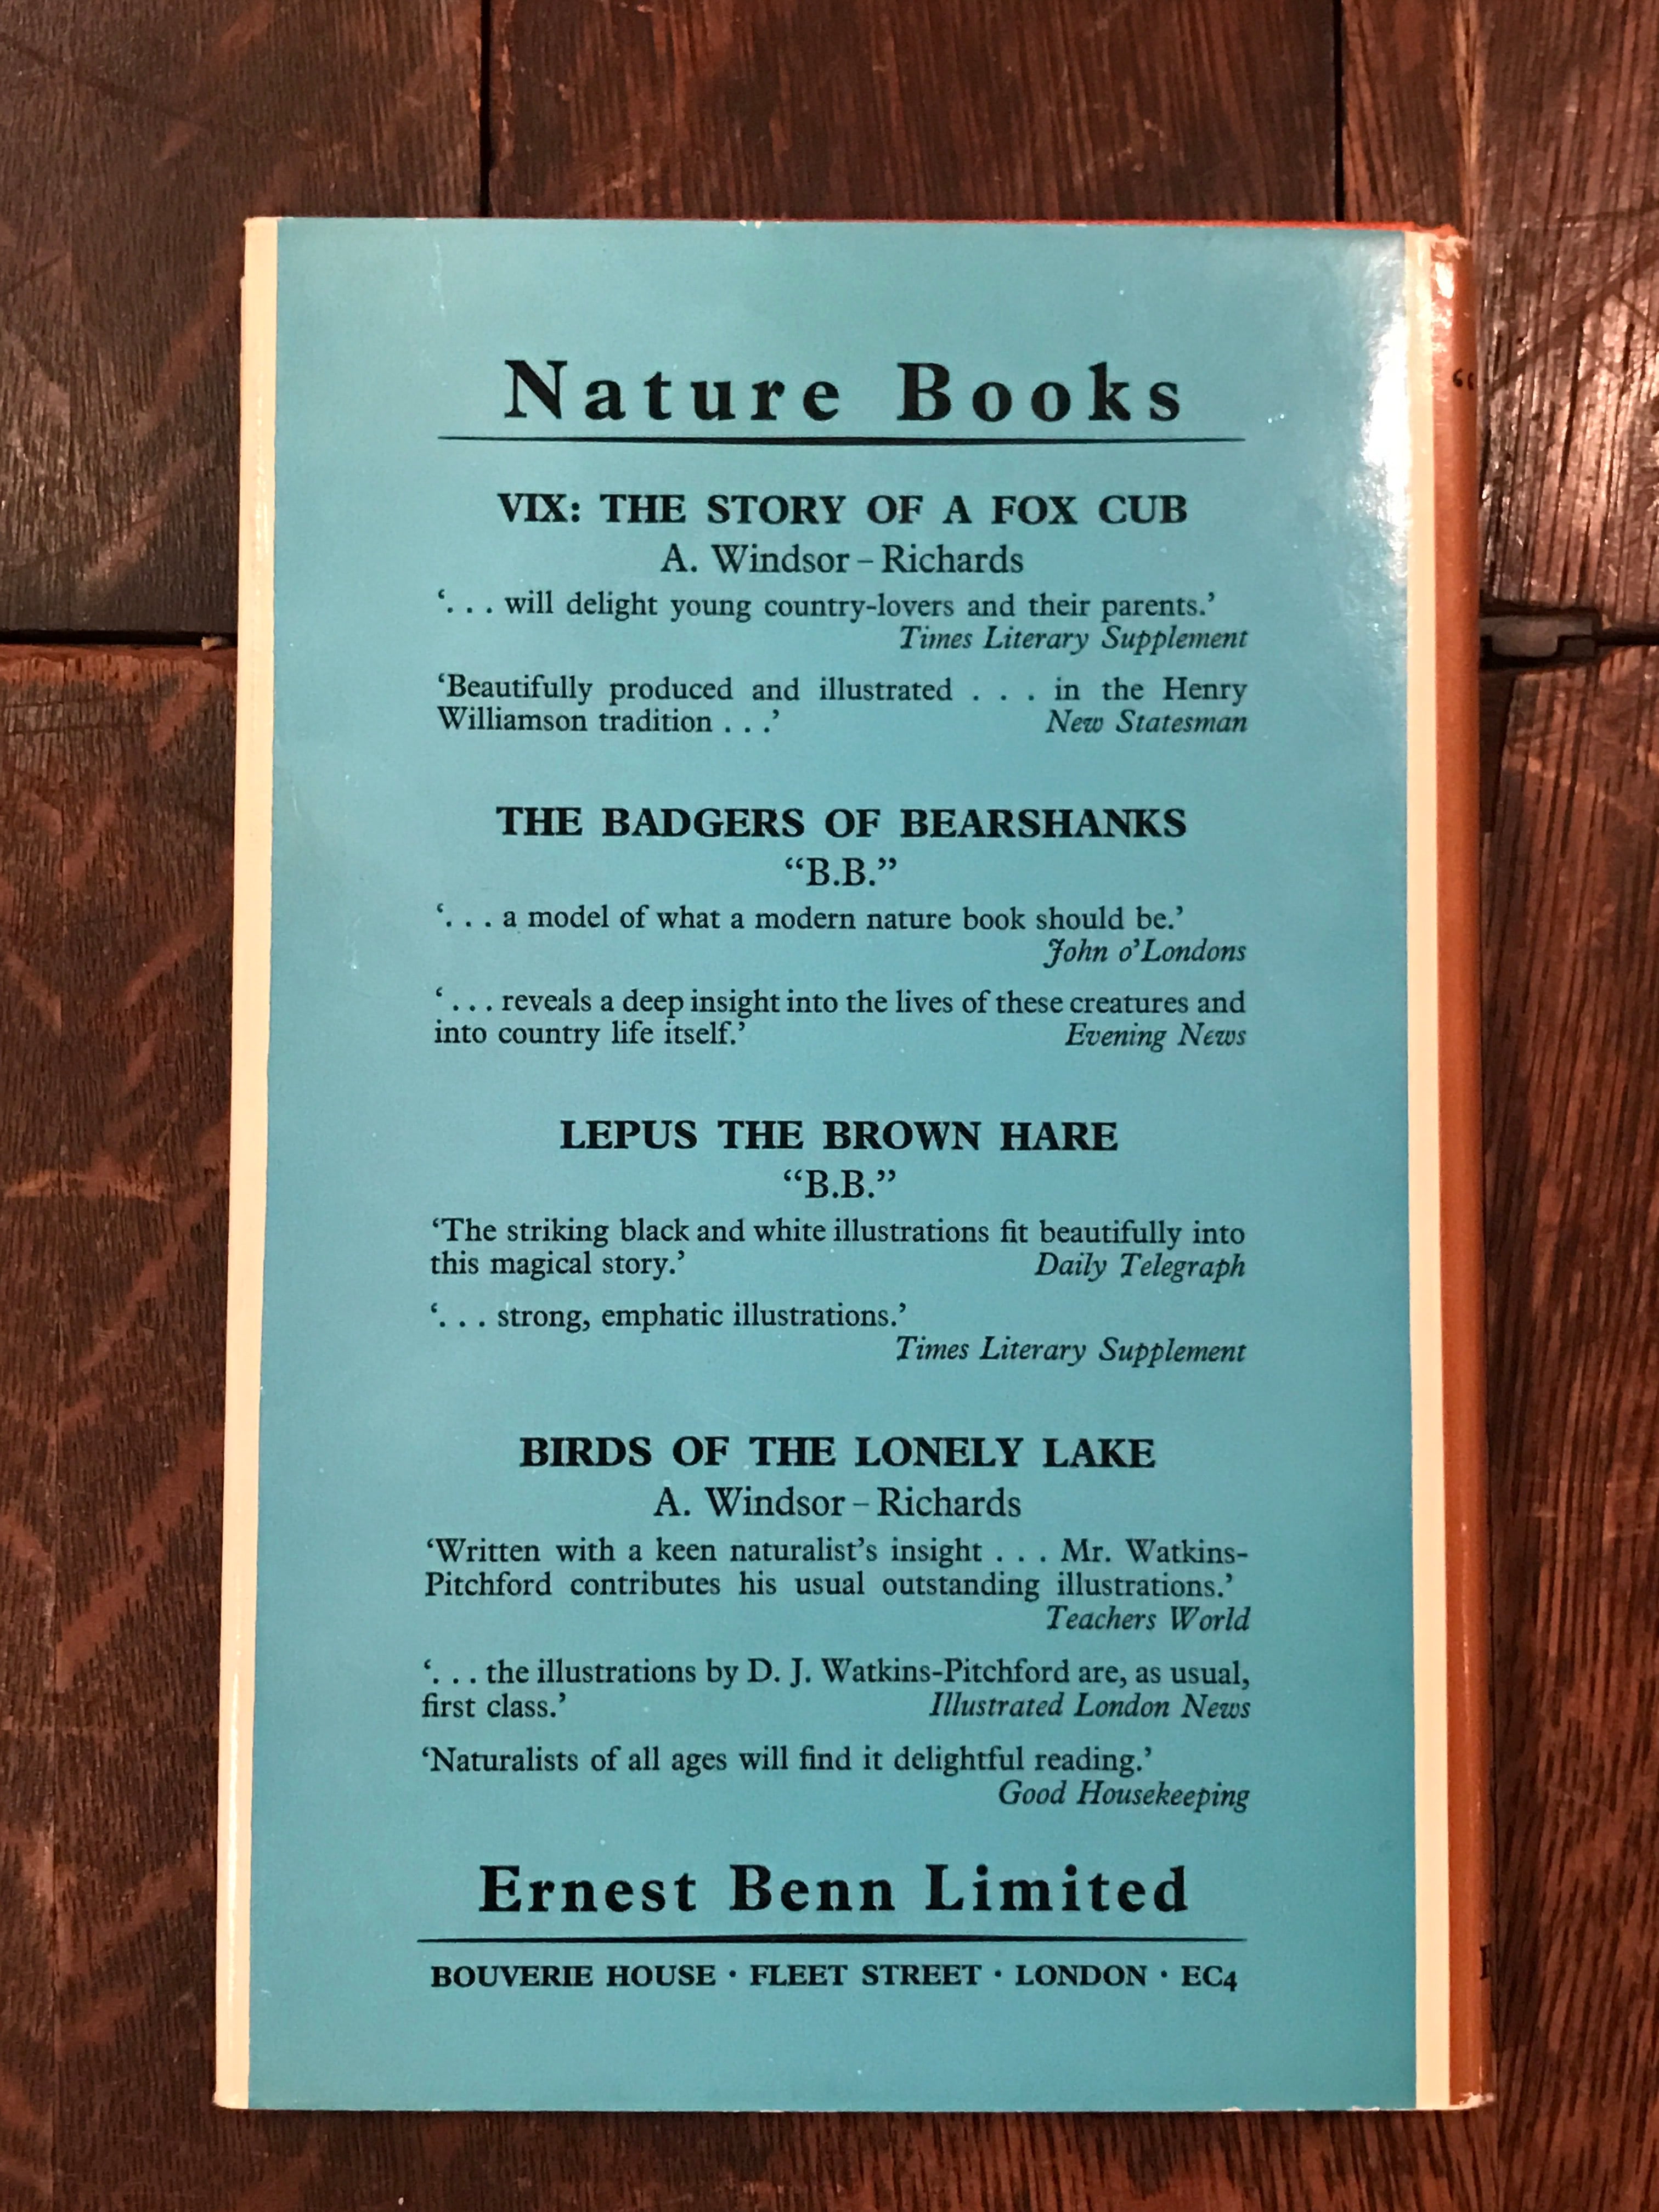 Nature Books
VIX: THE STORY OF A FOX CUB
A. Windsor – Richards
‘. . . will delight young country-lovers and their parents.’
Times Literary Supplement
‘Beautifully produced and illustrated . . . in the Henry
Williamson tradition . . .’ New Statesman
THE BADGERS OF BEARSHANKS
“B.B.”
‘. . . a model of what a modern nature book should be.’
John o’Londons
‘. . . reveals a deep insight into the lives of these creatures and
into country life itself.’ Evening News
LEPUS THE BROWN HARE
“B.B.”
‘The striking black and white illustrations fit beautifully into
this magical story.’ Daily Telegraph
‘. . . strong, emphatic illustrations.’
Times Literary Supplement
BIRDS OF THE LONELY LAKE
A. Windsor – Richards
‘Written with a keen naturalist’s insight . . . Mr. Watkins-
Pitchford contributes his usual outstanding illustrations.’
Teachers World
‘. . . the illustrations by D. J. Watkins-Pitchford are, as usual,
first class.’ Illustrated London News
‘Naturalists of all ages will find it delightful reading.’
Good Housekeeping
Ernest Benn Limited
BOUVERIE HOUSE · FLEET STREET · LONDON · EC4